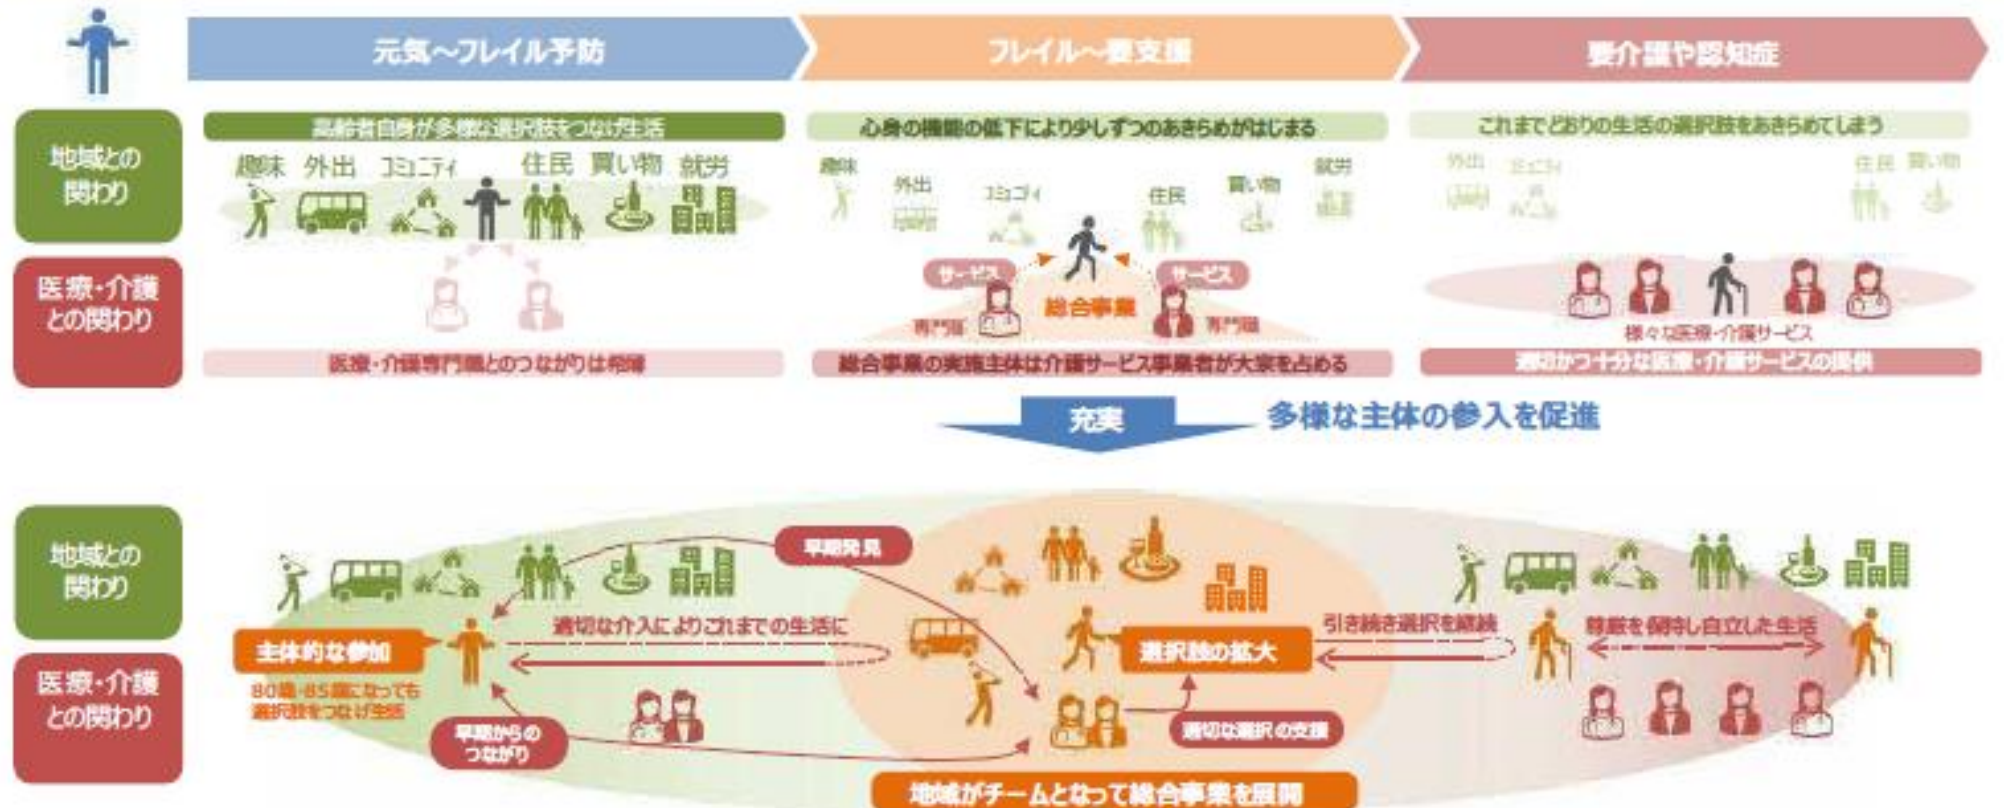 元気～フレイル予防
フレイル～要支援
要介護や認知症
地域との
関わり
高齢者自身が多様な選択肢をつなげ生活
趣味
外出
コミュニティ
住民
買い物
就労
心身の機能の低下により少しずつのあきらめがはじまる
趣味
外出
コミュニティ
住民
買い物
就労
これまでどおりの生活の選択肢をあきらめてしまう
外出
コミュニティ
住民
買い物
医療・介護
との関わり
医療・介護専門職とのつながりは希薄
サービス
サービス
総合事業
専門職
専門職
総合事業の実施主体は介護サービス事業者が大宗を占める
様々な医療・介護サービス
適切かつ十分な医療・介護サービスの提供
充実
多様な主体の参入を促進
地域との
関わり
早期発見
主体的な参加
適切な介入によりこれまでの生活に
選択肢の拡大
引き続き選択を継続
尊厳を保持し自立した生活
医療・介護
との関わり
80歳・85歳になっても
選択肢をつなげ生活
早期からの
つながり
適切な選択の支援
地域がチームとなって総合事業を展開